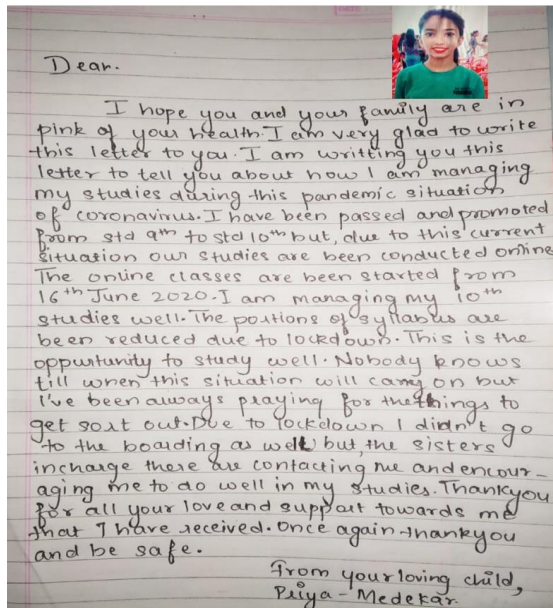 Dear.
I hope you and your family are in
pink of your health. I am very glad to write
this letter to you. I am writting you this
letter to tell you about how I am managing
my studies during this pandemic situation
of coronavirus. I have been passed and promoted
from std 9th to std 10th but, due to this current
situation our studies are been conducted online
The online classes are been started from
16th June 2020. I am managing my 10th
studies well. The portions of syllabus are
been reduced due to lockdown. This is the
oppurtunity to study well. Nobody knows
till when this situation will carry on but
I've been always praying for the things to
get sort out. Due to lockdown I didn't go
to the boarding as well but, the sisters
incharge there are contacting me and encour-
aging me to do well in my studies. Thankyou
for all your love and support towards me
that I have received. Once again thankyou
and be safe.
From your loving child,
Priya - Medekar